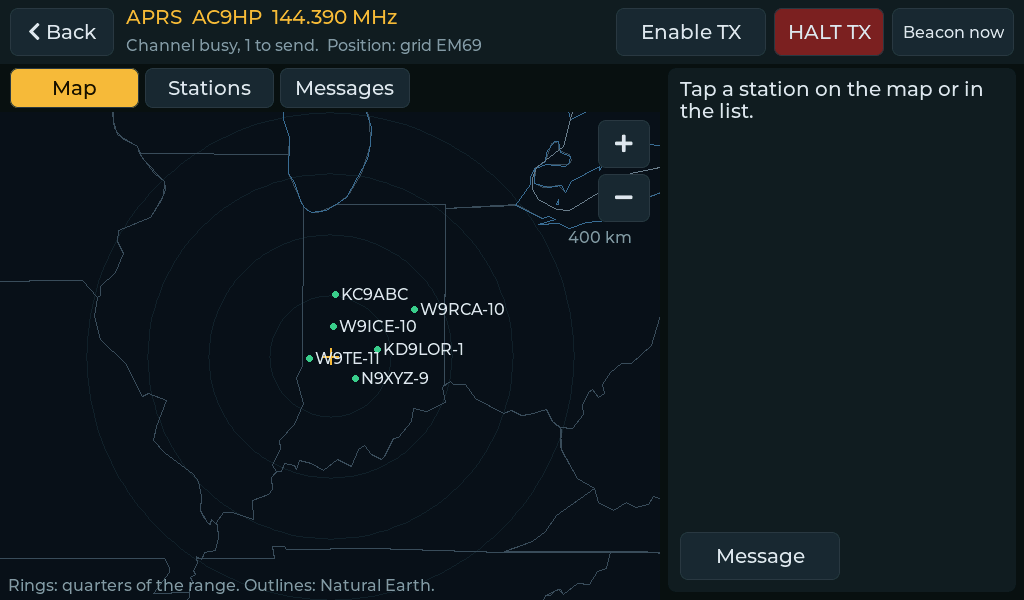 Back
APRS AC9HP 144.390 MHz
Channel busy, 1 to send. Position: grid EM69
Enable TX
HALT TX
Beacon now
Map
Stations
Messages
Tap a station on the map or in
the list.
+
−
400 km
KC9ABC
W9RCA-10
W9ICE-10
KD9LOR-1
W9TE-11
N9XYZ-9
Message
Rings: quarters of the range. Outlines: Natural Earth.